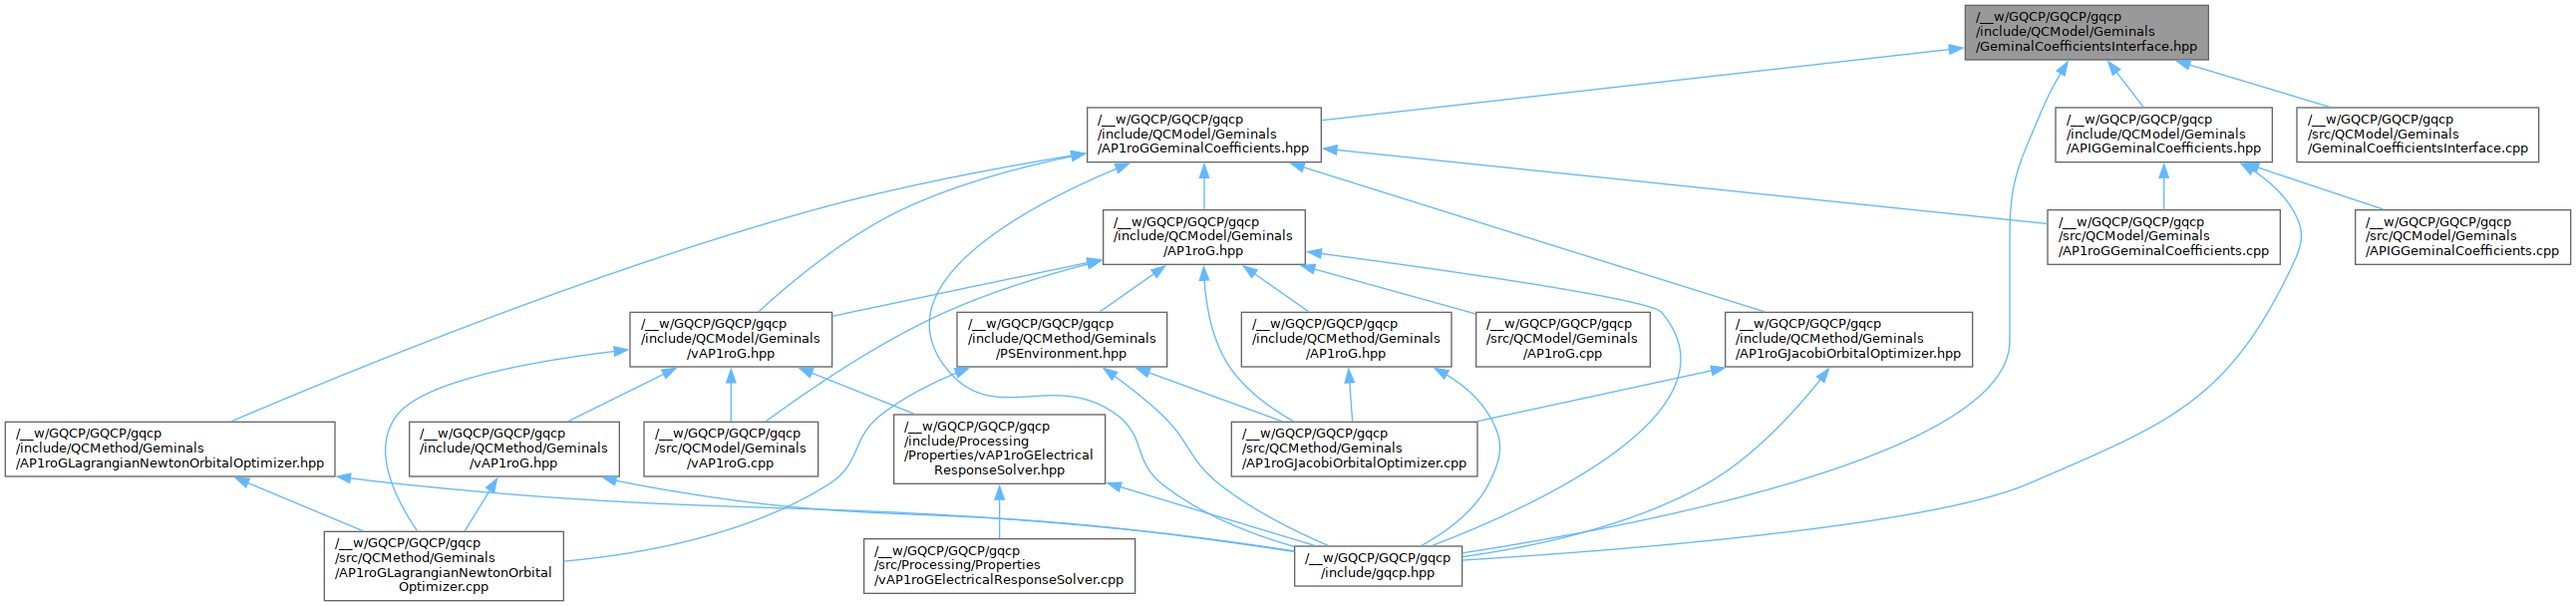 /__w/GQCP/GQCP/gqcp
/include/QCModel/Geminals
/GeminalCoefficientsInterface.hpp
/__w/GQCP/GQCP/gqcp
/include/QCModel/Geminals
/AP1roGGeminalCoefficients.hpp
/__w/GQCP/GQCP/gqcp
/include/QCModel/Geminals
/APIGGeminalCoefficients.hpp
/__w/GQCP/GQCP/gqcp
/src/QCModel/Geminals
/GeminalCoefficientsInterface.cpp
/__w/GQCP/GQCP/gqcp
/include/QCModel/Geminals
/AP1roG.hpp
/__w/GQCP/GQCP/gqcp
/src/QCModel/Geminals
/AP1roGGeminalCoefficients.cpp
/__w/GQCP/GQCP/gqcp
/src/QCModel/Geminals
/APIGGeminalCoefficients.cpp
/__w/GQCP/GQCP/gqcp
/include/QCModel/Geminals
/vAP1roG.hpp
/__w/GQCP/GQCP/gqcp
/include/QCMethod/Geminals
/PSEnvironment.hpp
/__w/GQCP/GQCP/gqcp
/include/QCMethod/Geminals
/AP1roG.hpp
/__w/GQCP/GQCP/gqcp
/src/QCModel/Geminals
/AP1roG.cpp
/__w/GQCP/GQCP/gqcp
/include/QCMethod/Geminals
/AP1roGJacobiOrbitalOptimizer.hpp
/__w/GQCP/GQCP/gqcp
/include/QCMethod/Geminals
/AP1roGLagrangianNewtonOrbitalOptimizer.hpp
/__w/GQCP/GQCP/gqcp
/include/QCMethod/Geminals
/vAP1roG.hpp
/__w/GQCP/GQCP/gqcp
/src/QCModel/Geminals
/vAP1roG.cpp
/__w/GQCP/GQCP/gqcp
/include/Processing
/Properties/vAP1roGElectrical
ResponseSolver.hpp
/__w/GQCP/GQCP/gqcp
/src/QCMethod/Geminals
/AP1roGJacobiOrbitalOptimizer.cpp
/__w/GQCP/GQCP/gqcp
/src/QCMethod/Geminals
/AP1roGLagrangianNewtonOrbital
Optimizer.cpp
/__w/GQCP/GQCP/gqcp
/src/Processing/Properties
/vAP1roGElectricalResponseSolver.cpp
/__w/GQCP/GQCP/gqcp
/include/gqcp.hpp